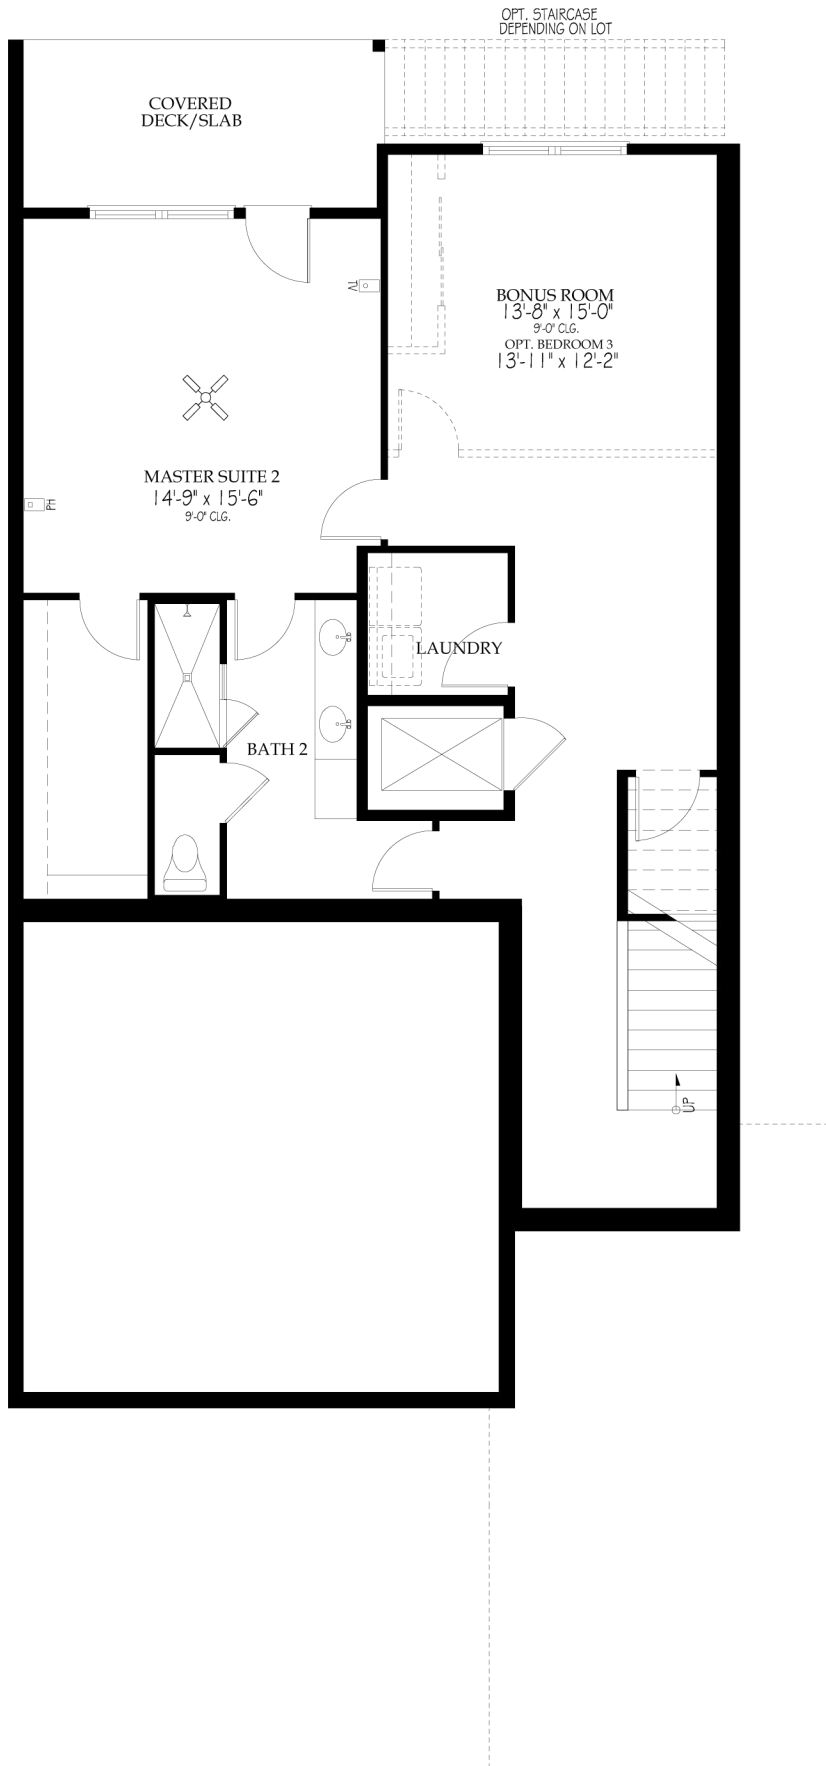 OPT. STAIRCASE
DEPENDING ON LOT
COVERED
DECK/SLAB
TV
BONUS ROOM
13'-8" x 15'-0"
9'-0" CLG.
OPT. BEDROOM 3
13'-11" x 12'-2"
MASTER SUITE 2
14'-9" x 15'-6"
9'-0" CLG.
PH
LAUNDRY
BATH 2
UP